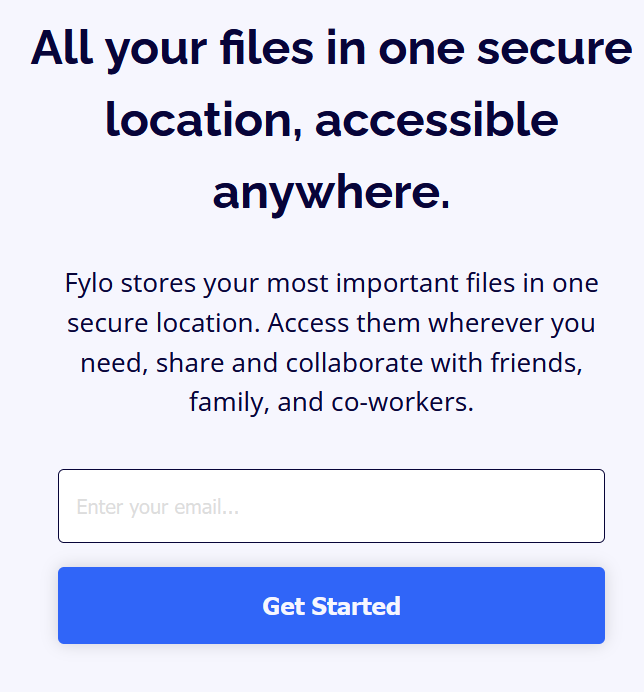 All your files in one secure
location, accessible
anywhere.
Fylo stores your most important files in one
secure location. Access them wherever you
need, share and collaborate with friends,
family, and co-workers.
Enter your email...
Get Started